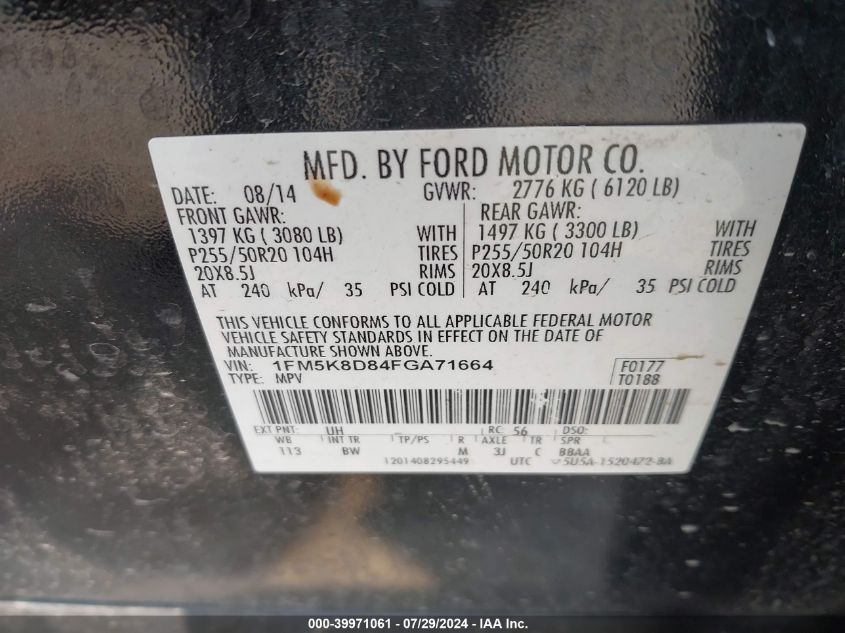 MFD. BY FORD MOTOR CO.
DATE: 08/14 GVWR: 2776 KG ( 6120 LB)
FRONT GAWR: REAR GAWR:
1397 KG ( 3080 LB) WITH 1497 KG ( 3300 LB) WITH
P255/50R20 104H TIRES P255/50R20 104H TIRES
20X8.5J RIMS 20X8.5J RIMS
AT 240 kPa/ 35 PSI COLD AT 240 kPa/ 35 PSI COLD
THIS VEHICLE CONFORMS TO ALL APPLICABLE FEDERAL MOTOR
VEHICLE SAFETY STANDARDS IN EFFECT ON THE DATE OF
MANUFACTURE SHOWN ABOVE.
VIN: 1FM5K8D84FGA71664 F0177
TYPE: MPV T0188
EXT PNT: UH RC: 56 DSO:
WB INT TR TP/PS R AXLE TR SPR
113 BW M 3J C BBAA
1201408295449 UTC 5U5A-1520472-BA
000-39971061 / 07/29/2024 - IAA Inc.